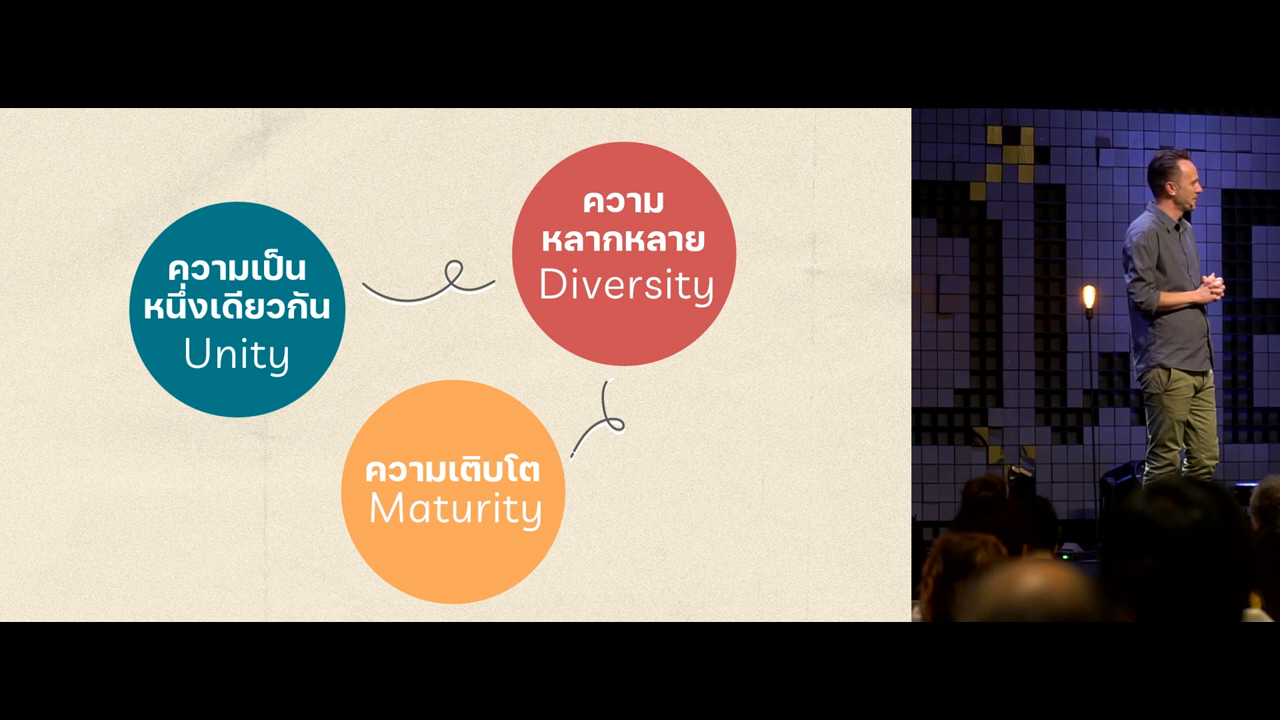 ความเป็น
หนึ่งเดียวกัน
Unity
ความ
หลากหลาย
Diversity
ความเติบโต
Maturity